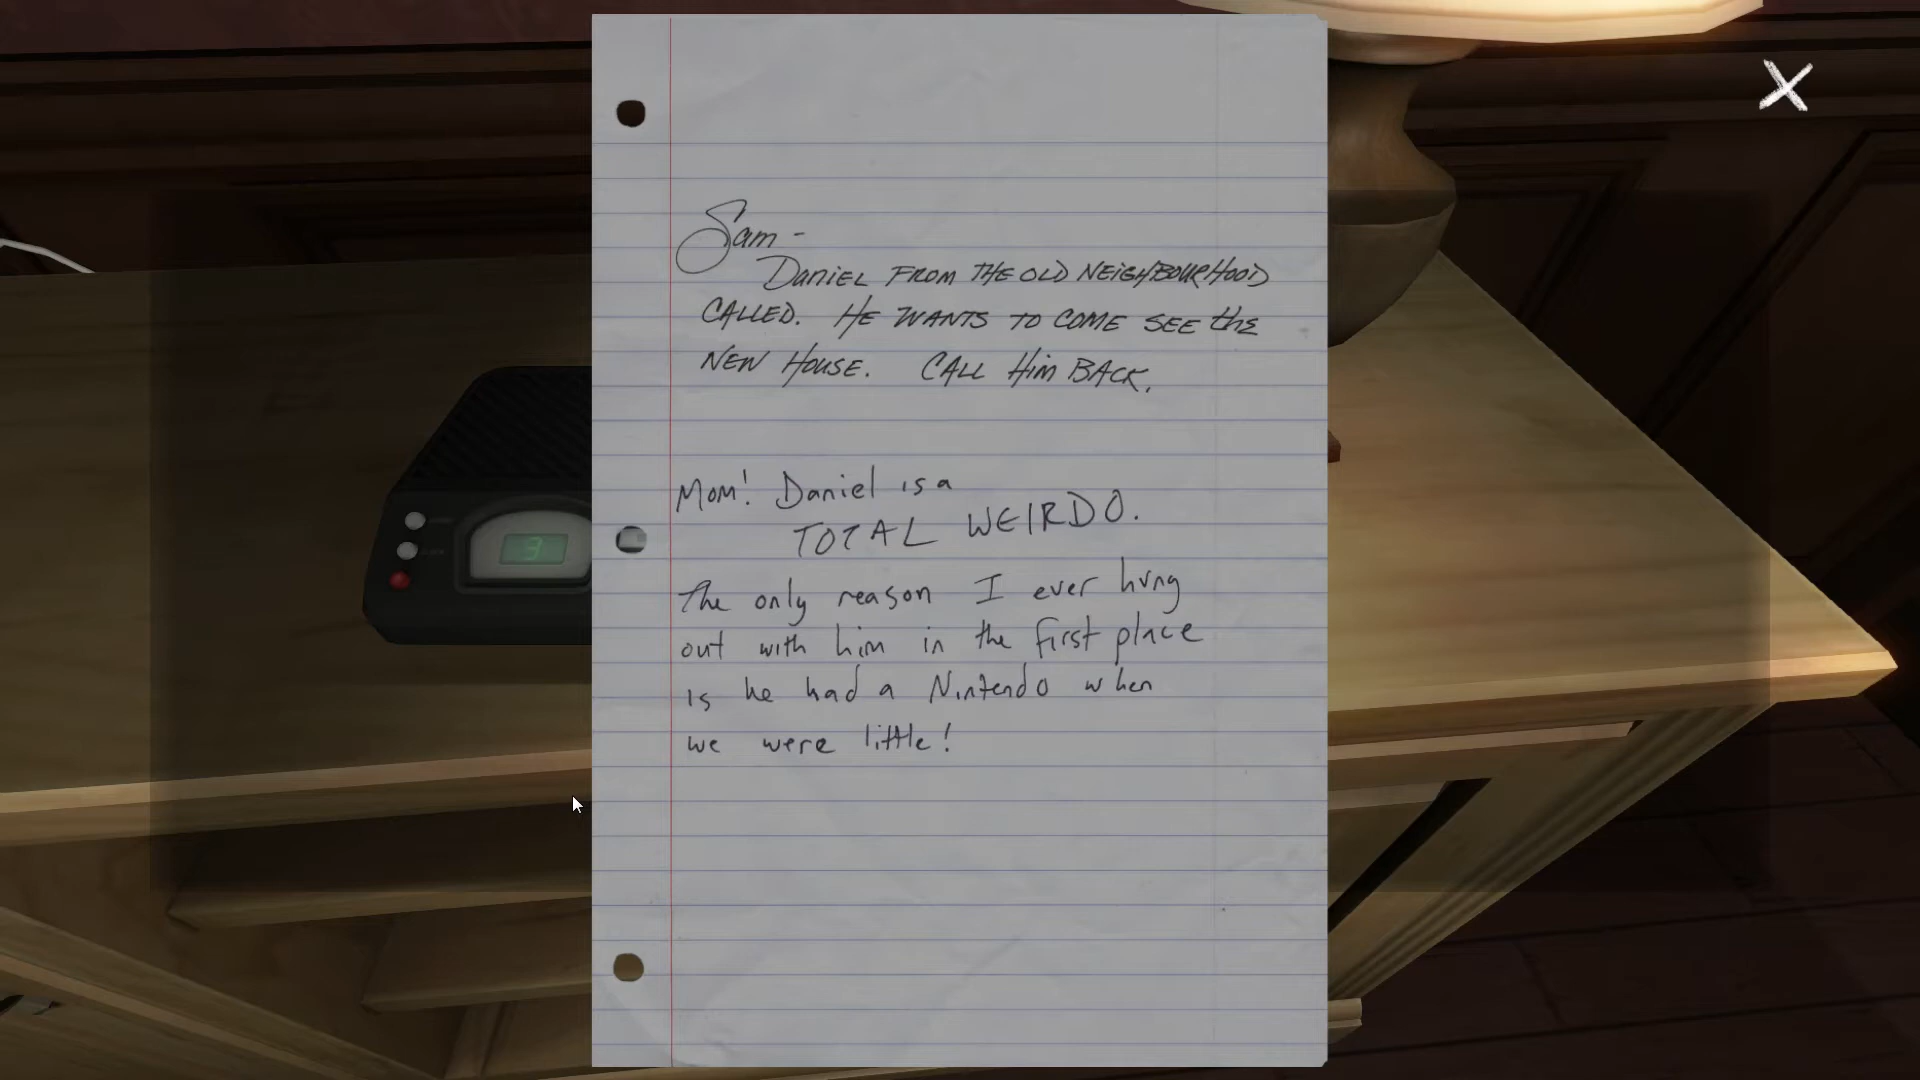 Sam -
DANIEL FROM THE OLD NEIGHBOURHOOD
CALLED. HE WANTS TO COME SEE the
NEW HOUSE. CALL HIM BACK.
Mom! Daniel is a
TOTAL WEIRDO.
The only reason I ever hung
out with him in the first place
is he had a Nintendo when
we were little!
3